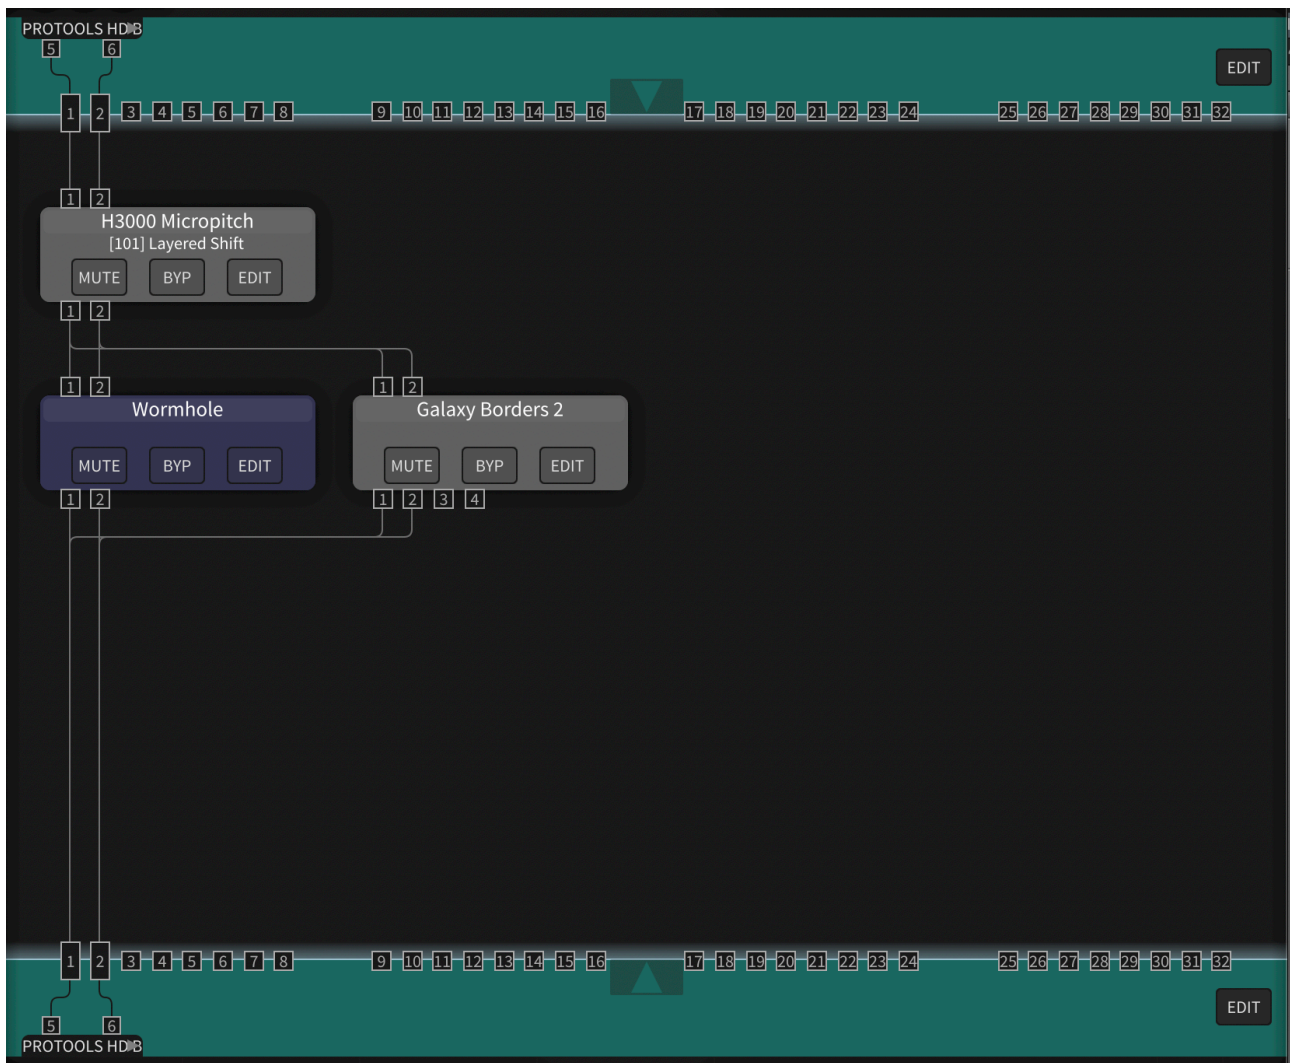 PROTOOLS HD B
5 6
EDIT
1 2 3 4 5 6 7 8 9 10 11 12 13 14 15 16 17 18 19 20 21 22 23 24 25 26 27 28 29 30 31 32
1 2
H3000 Micropitch
[101] Layered Shift
MUTE BYP EDIT
1 2
1 2 1 2
Wormhole Galaxy Borders 2
MUTE BYP EDIT MUTE BYP EDIT
1 2 1 2 3 4
1 2 3 4 5 6 7 8 9 10 11 12 13 14 15 16 17 18 19 20 21 22 23 24 25 26 27 28 29 30 31 32
EDIT
5 6
PROTOOLS HD B